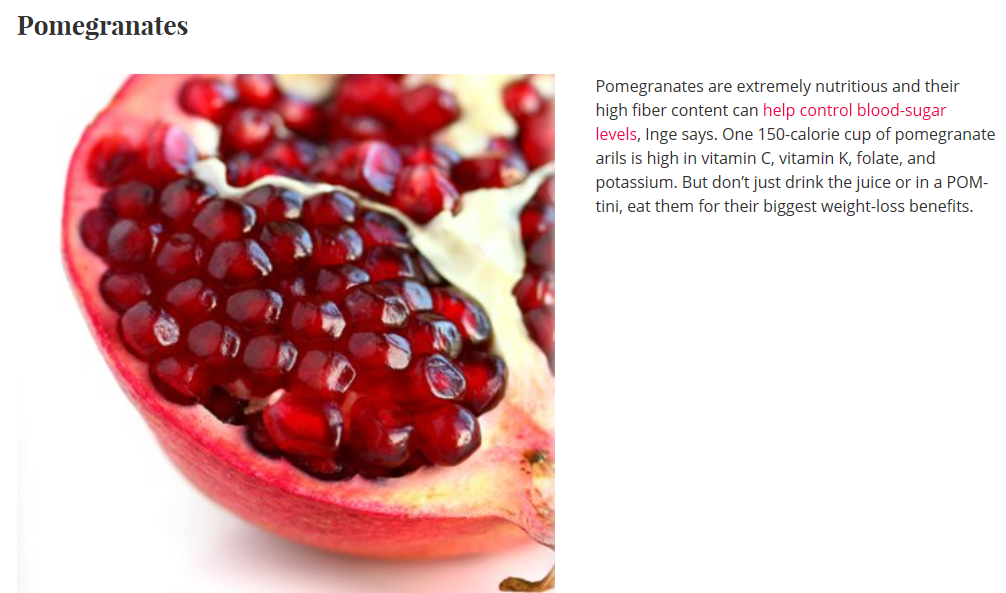 Pomegranates
Pomegranates are extremely nutritious and their
high fiber content can help control blood-sugar
levels, Inge says. One 150-calorie cup of pomegranate
arils is high in vitamin C, vitamin K, folate, and
potassium. But don’t just drink the juice or in a POM-
tini, eat them for their biggest weight-loss benefits.